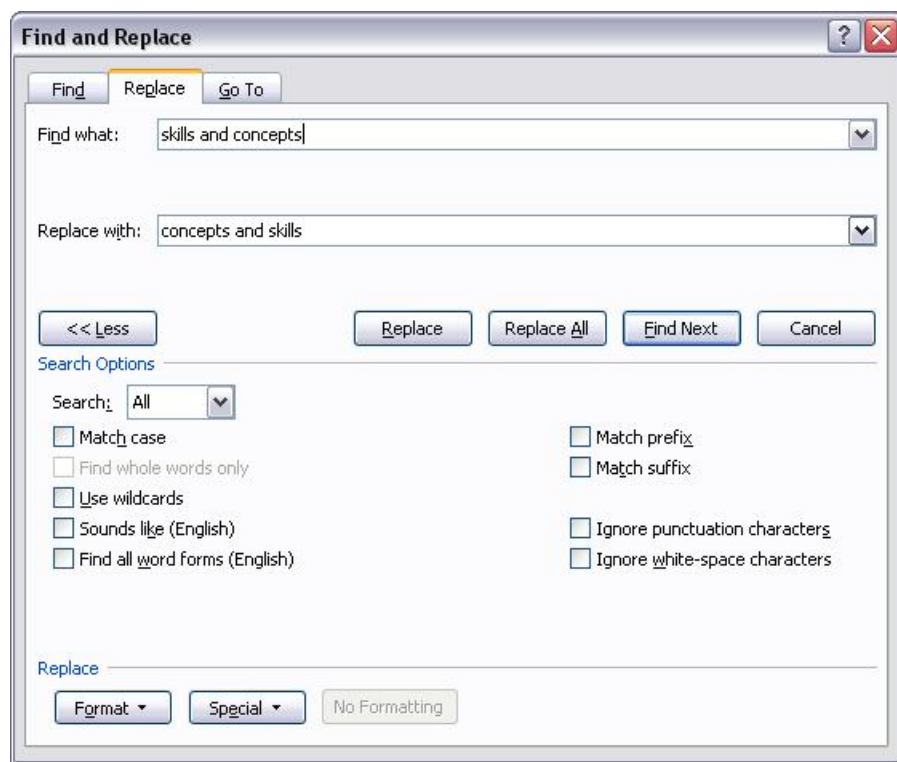 Find and Replace
Find Replace Go To
Find what: skills and concepts
Replace with: concepts and skills
<< Less Replace Replace All Find Next Cancel
Search Options
Search: All
Match case Match prefix
Find whole words only Match suffix
Use wildcards
Sounds like (English) Ignore punctuation characters
Find all word forms (English) Ignore white-space characters
Replace
Format Special No Formatting